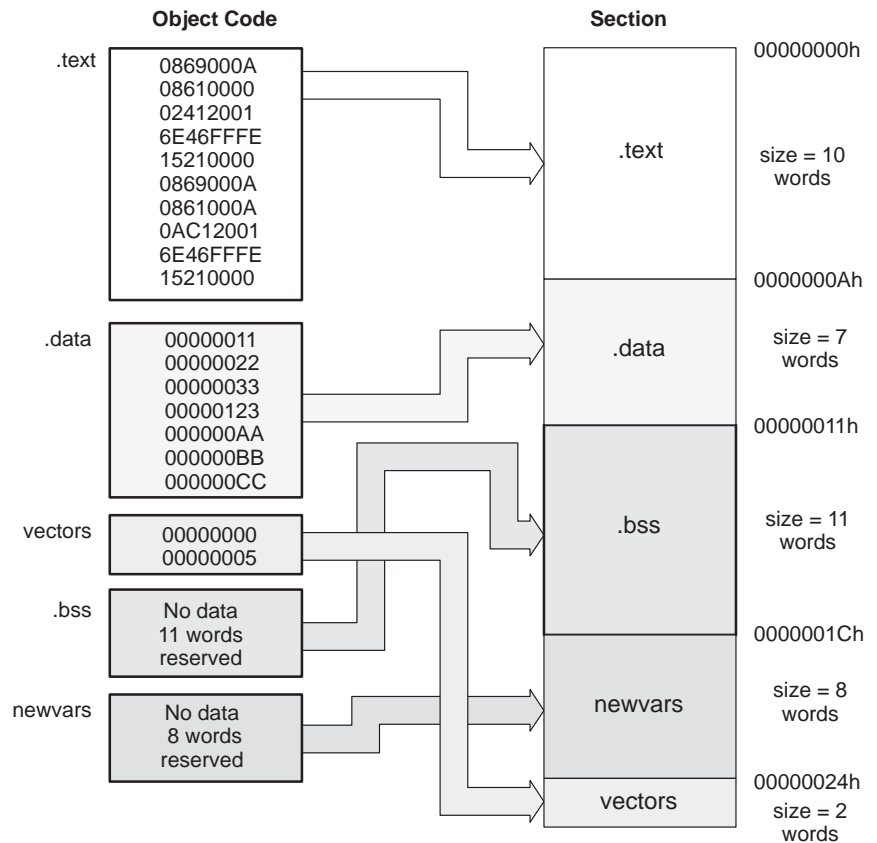 Object Code
Section
.text
0869000A
08610000
02412001
6E46FFFE
15210000
0869000A
0861000A
0AC12001
6E46FFFE
15210000
.data
00000011
00000022
00000033
00000123
000000AA
000000BB
000000CC
vectors
00000000
00000005
.bss
No data
11 words
reserved
newvars
No data
8 words
reserved
00000000h
.text
size = 10
words
0000000Ah
.data
size = 7
words
00000011h
.bss
size = 11
words
0000001Ch
newvars
size = 8
words
00000024h
vectors
size = 2
words